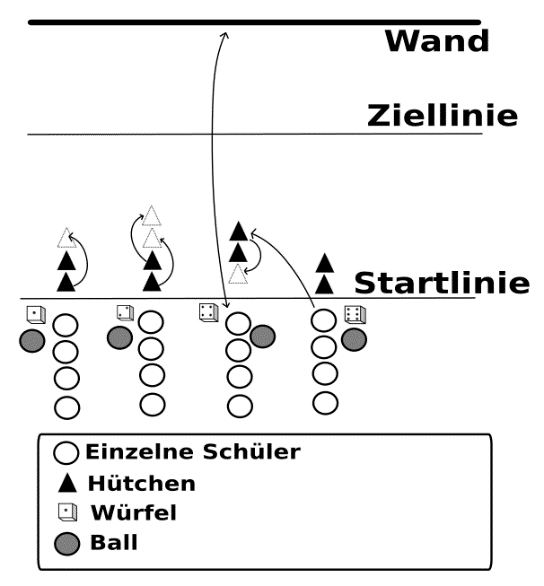 Wand
Ziellinie
Startlinie
Einzelne Schüler
Hütchen
Würfel
Ball